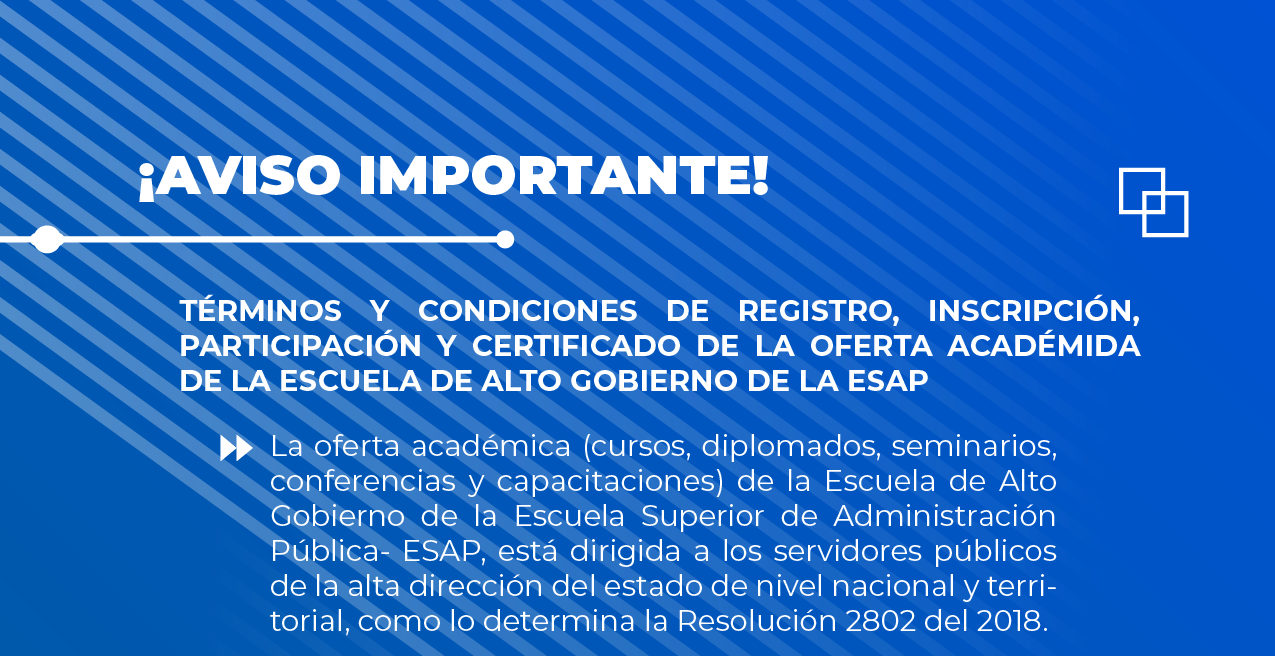 ¡AVISO IMPORTANTE!
TÉRMINOS Y CONDICIONES DE REGISTRO, INSCRIPCIÓN,
PARTICIPACIÓN Y CERTIFICADO DE LA OFERTA ACADÉMIDA
DE LA ESCUELA DE ALTO GOBIERNO DE LA ESAP
La oferta académica (cursos, diplomados, seminarios,
conferencias y capacitaciones) de la Escuela de Alto
Gobierno de la Escuela Superior de Administración
Pública- ESAP, está dirigida a los servidores públicos
de la alta dirección del estado de nivel nacional y terri-
torial, como lo determina la Resolución 2802 del 2018.